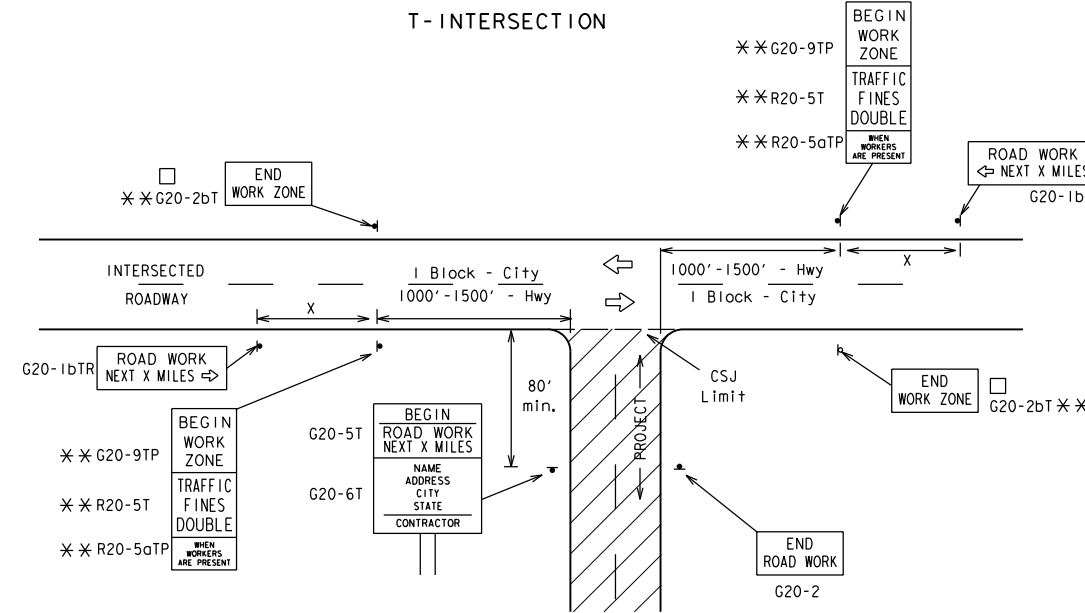 T-INTERSECTION
BEGIN
WORK
ZONE
TRAFFIC
FINES
DOUBLE
WHEN
WORKERS
ARE PRESENT
**G20-9TP
**R20-5T
**R20-5aTP
ROAD WORK
⇦ NEXT X MILES
G20-1b
END
WORK ZONE
□
**G20-2bT
INTERSECTED
ROADWAY
1 Block - City
1000'-1500' - Hwy
1000'-1500' - Hwy
1 Block - City
X
X
G20-1bTR
ROAD WORK
NEXT X MILES ⇨
80'
min.
PROJECT
CSJ
Limit
END
WORK ZONE
□
G20-2bT **
BEGIN
WORK
ZONE
TRAFFIC
FINES
DOUBLE
WHEN
WORKERS
ARE PRESENT
**G20-9TP
**R20-5T
**R20-5aTP
G20-5T
BEGIN
ROAD WORK
NEXT X MILES
G20-6T
NAME
ADDRESS
CITY
STATE
CONTRACTOR
END
ROAD WORK
G20-2